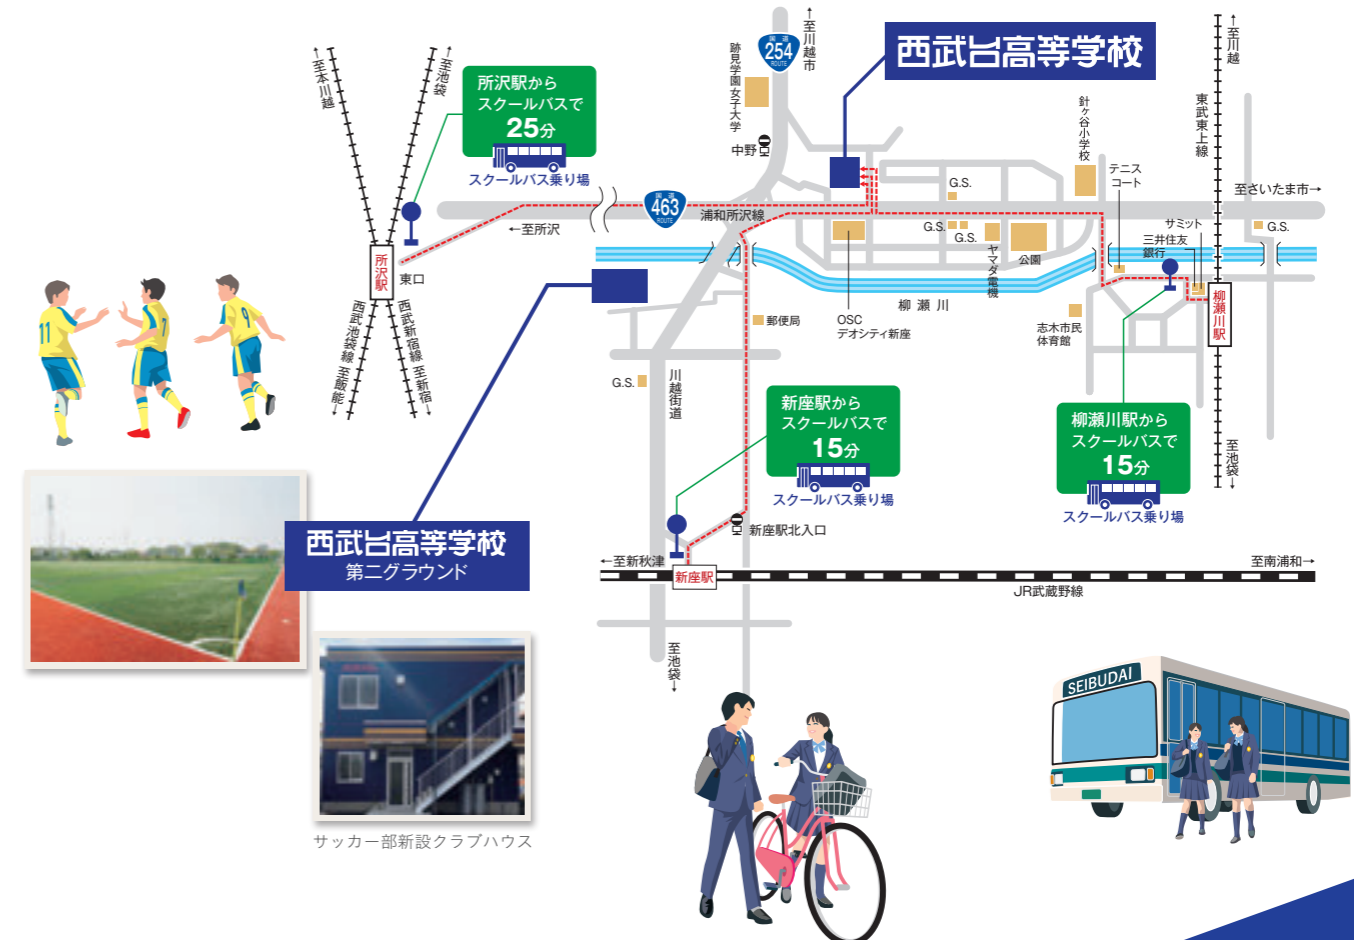 西武台高等学校
国道
254
ROUTE
←至川越市
跡見学園女子大学
中野
←至本川越
←至池袋
所沢駅から
スクールバスで
25分
スクールバス乗り場
所沢駅
東口
西武池袋線 至飯能→
西武新宿線 至新宿→
←至所沢
国道
463
ROUTE
浦和所沢線
針ヶ谷小学校
テニス
コート
東武東上線
←至川越
至さいたま市→
G.S.
G.S.
G.S.
G.S.
サミット
三井住友
銀行
ヤマダ電機
公園
柳瀬川
OSC
デオシティ新座
志木市民
体育館
柳瀬川駅
至池袋→
郵便局
G.S.
川越街道
新座駅から
スクールバスで
15分
スクールバス乗り場
柳瀬川駅から
スクールバスで
15分
スクールバス乗り場
新座駅北入口
←至新秋津
新座駅
至南浦和→
JR武蔵野線
至池袋→
西武台高等学校
第二グラウンド
サッカー部新設クラブハウス
11
7
9
SEIBUDAI